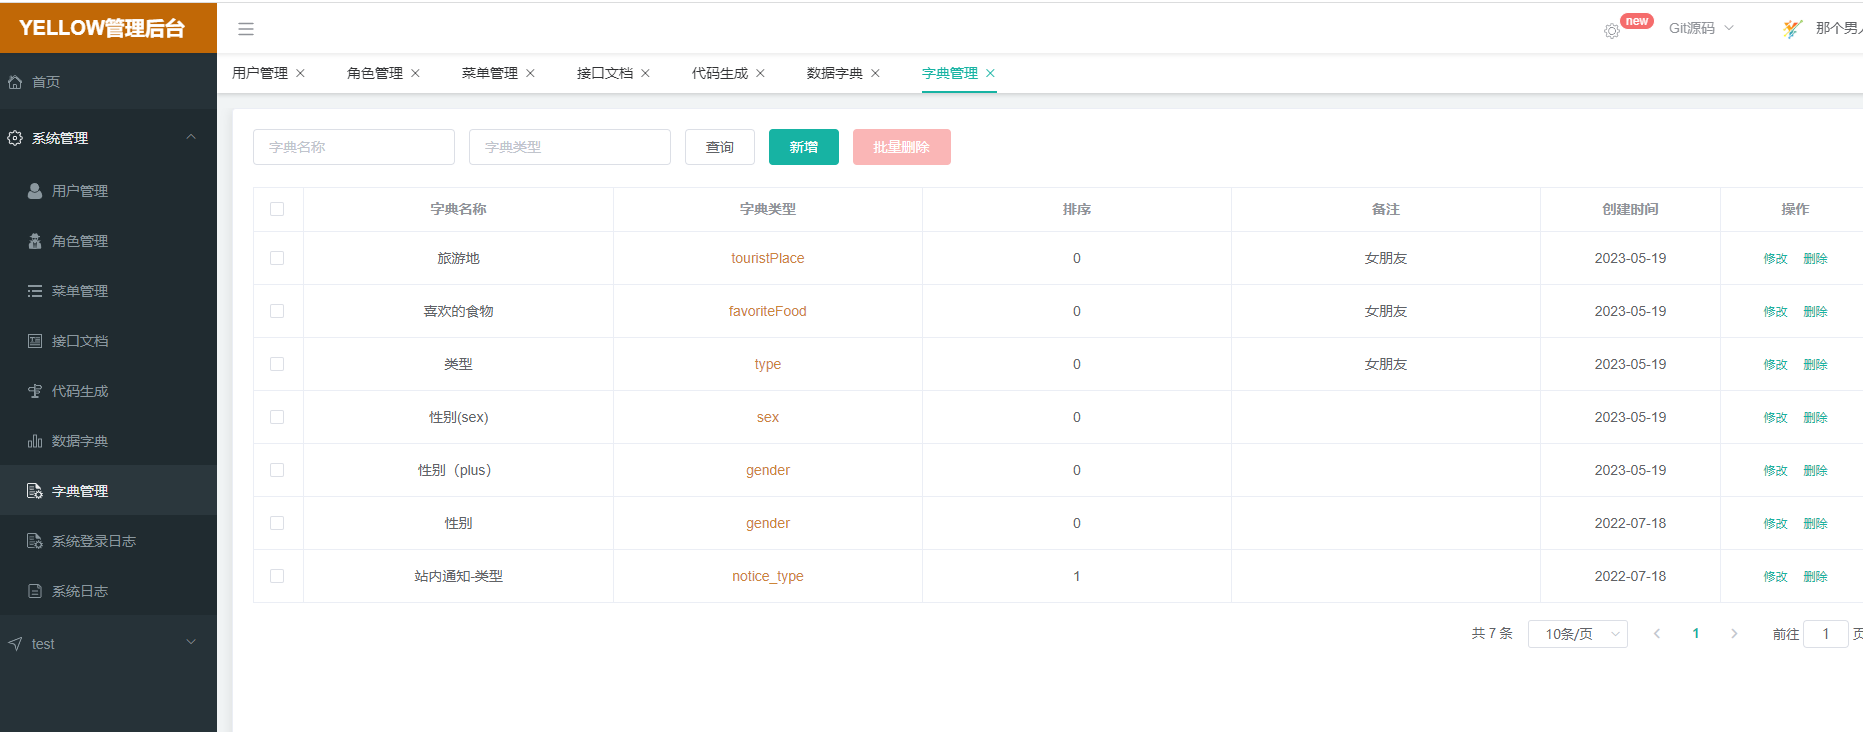 YELLOW管理后台
new
Git源码
那个男人
首页
系统管理
用户管理
角色管理
菜单管理
接口文档
代码生成
数据字典
字典管理
系统登录日志
系统日志
test
用户管理 角色管理 菜单管理 接口文档 代码生成 数据字典 字典管理
字典名称 字典类型 查询 新增 批量删除
字典名称 字典类型 排序 备注 创建时间 操作
旅游地 touristPlace 0 女朋友 2023-05-19 修改 删除
喜欢的食物 favoriteFood 0 女朋友 2023-05-19 修改 删除
类型 type 0 女朋友 2023-05-19 修改 删除
性别(sex) sex 0 2023-05-19 修改 删除
性别（plus） gender 0 2023-05-19 修改 删除
性别 gender 0 2022-07-18 修改 删除
站内通知-类型 notice_type 1 2022-07-18 修改 删除
共 7 条 10条/页 1 前往 1 页